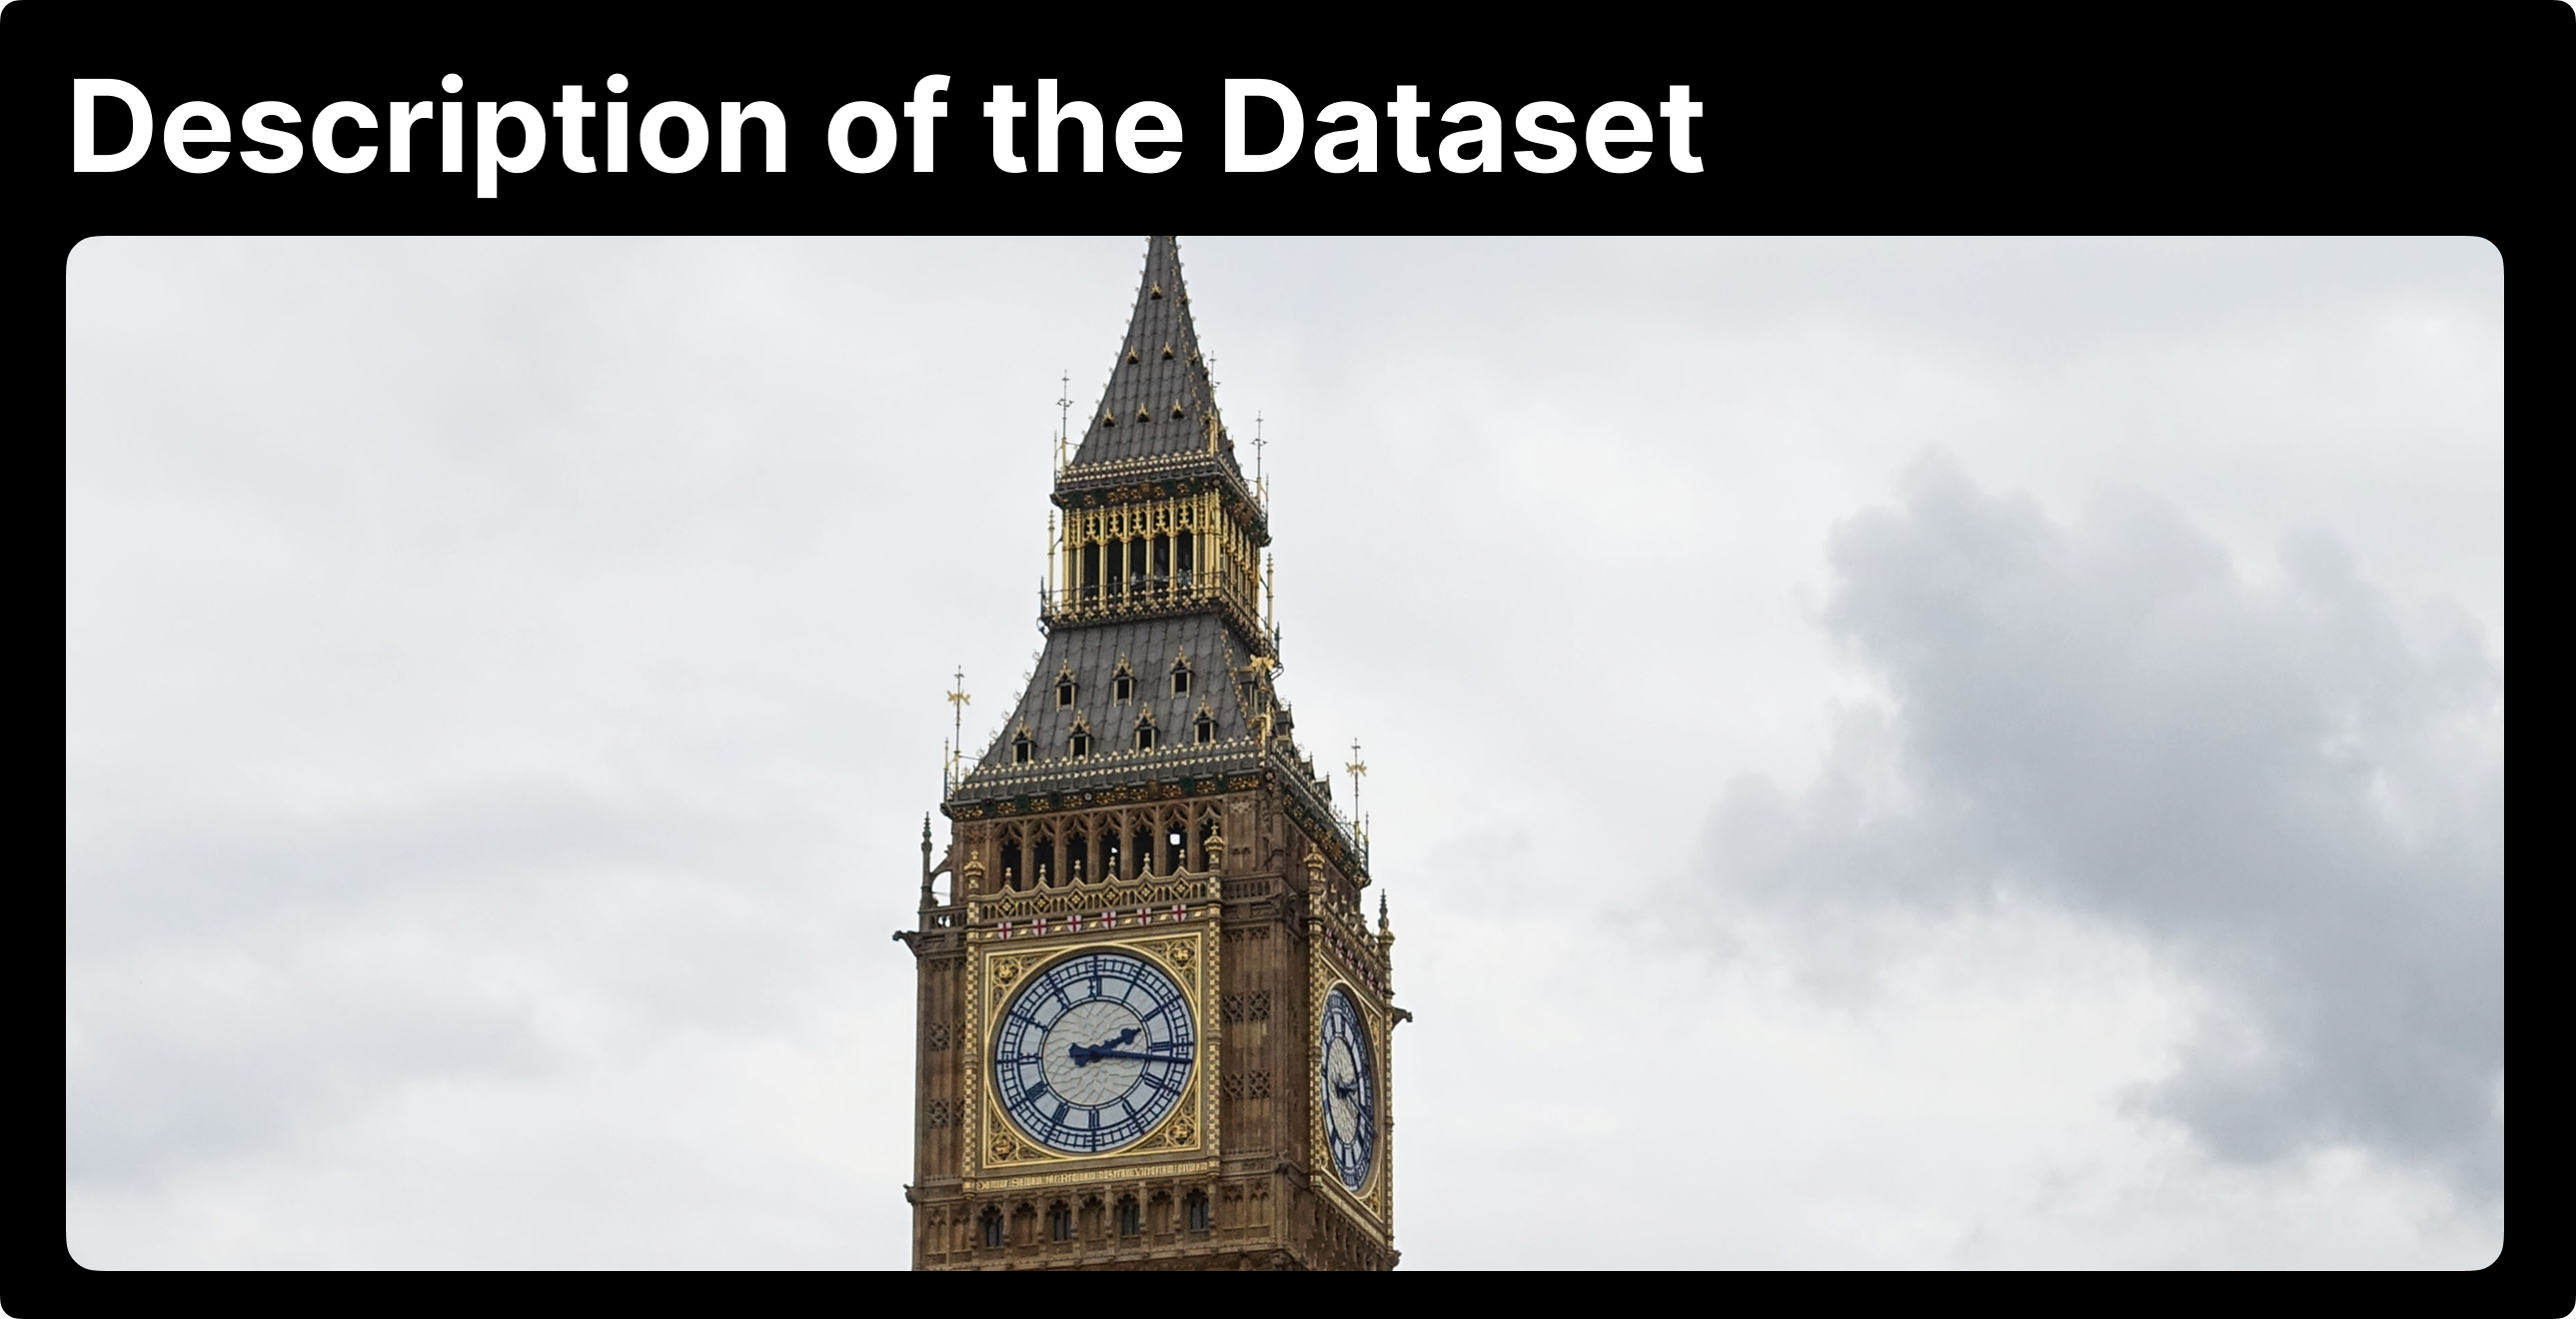 Description of the Dataset